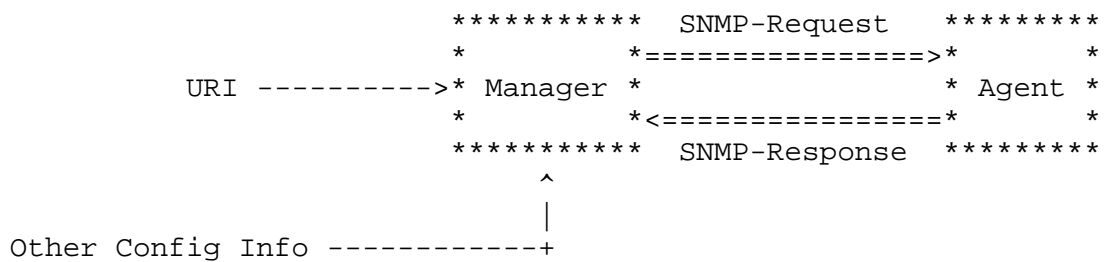 ***********  SNMP-Request   *********
*         *================>*       *
URI ---------->* Manager *                * Agent *
*         *<================*       *
***********  SNMP-Response  *********
^
|
Other Config Info ------------+